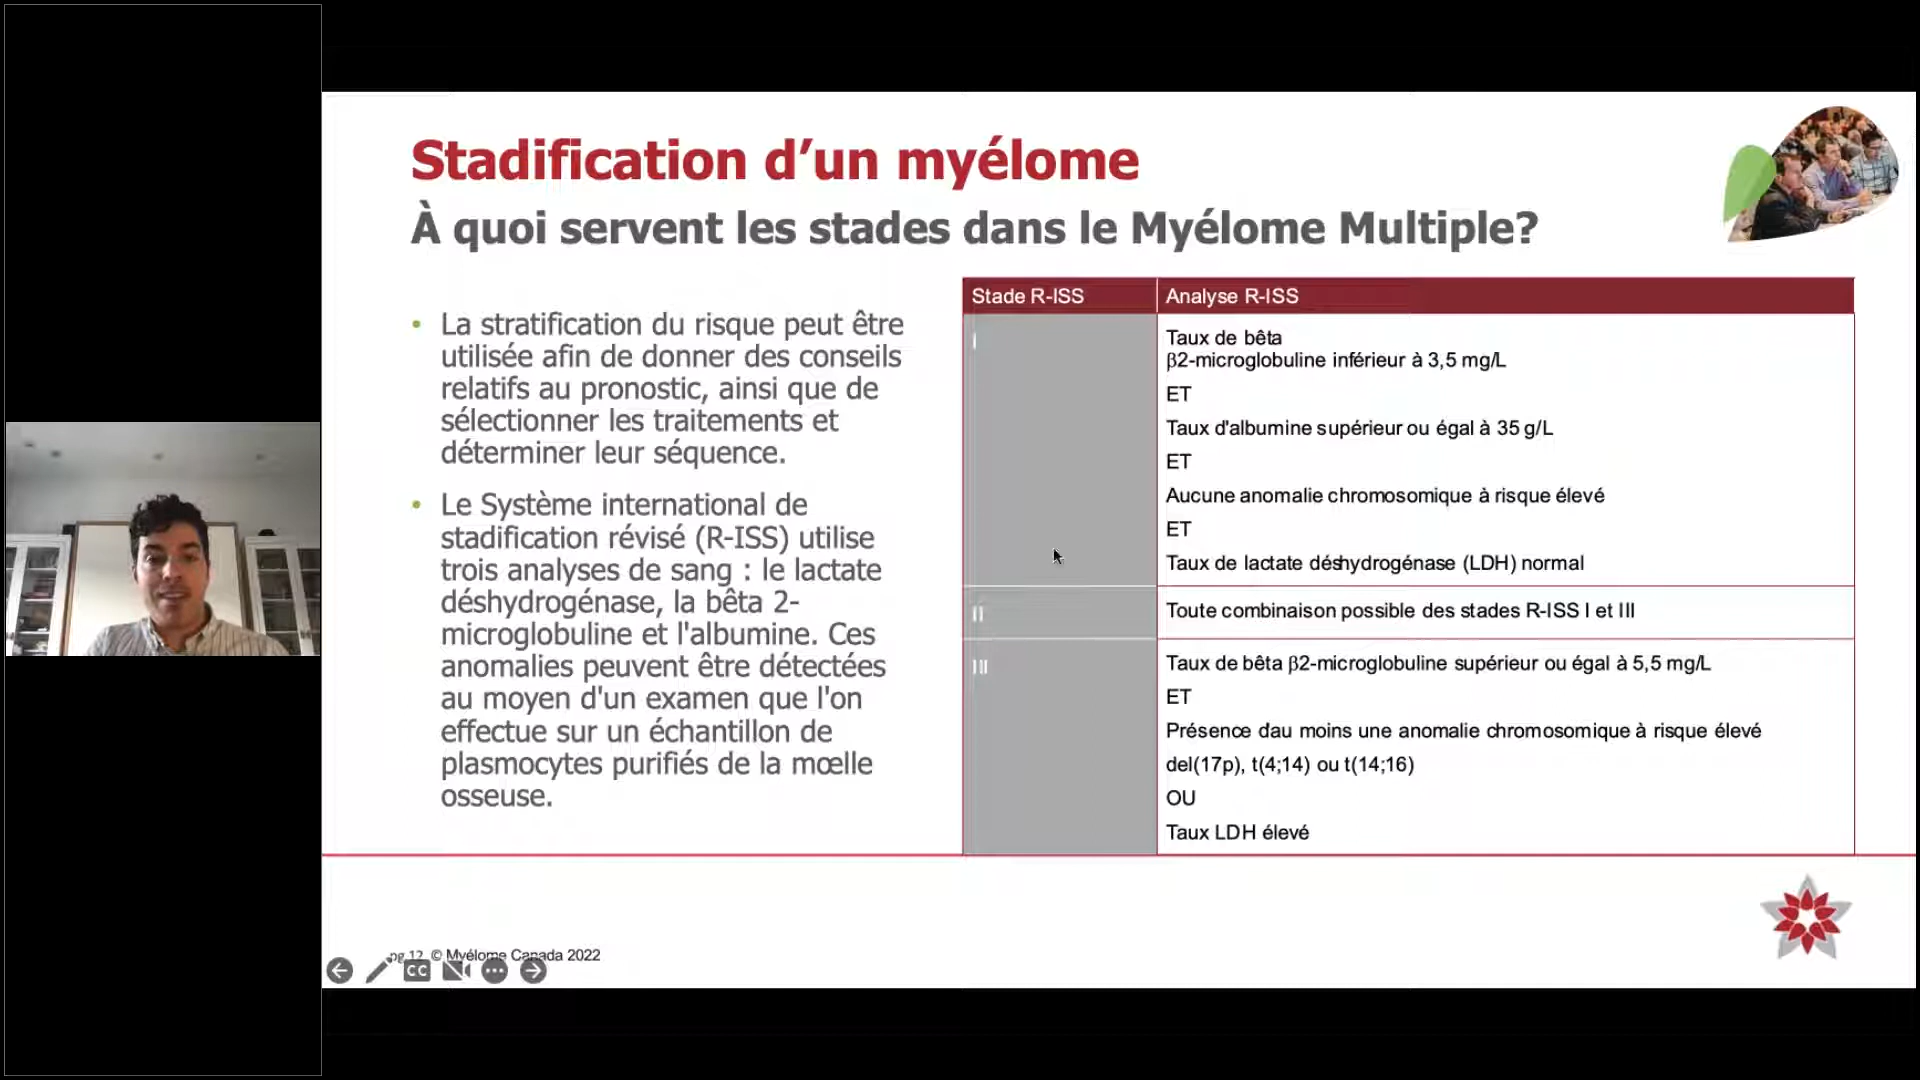 Stadification d’un myélome
À quoi servent les stades dans le Myélome Multiple?
• La stratification du risque peut être
utilisée afin de donner des conseils
relatifs au pronostic, ainsi que de
sélectionner les traitements et
déterminer leur séquence.
• Le Système international de
stadification révisé (R-ISS) utilise
trois analyses de sang : le lactate
déshydrogénase, la bêta 2-
microglobuline et l'albumine. Ces
anomalies peuvent être détectées
au moyen d'un examen que l'on
effectue sur un échantillon de
plasmocytes purifiés de la mœlle
osseuse.
Stade R-ISS
Analyse R-ISS
I
Taux de bêta
β2-microglobuline inférieur à 3,5 mg/L
ET
Taux d'albumine supérieur ou égal à 35 g/L
ET
Aucune anomalie chromosomique à risque élevé
ET
Taux de lactate déshydrogénase (LDH) normal
II
Toute combinaison possible des stades R-ISS I et III
III
Taux de bêta β2-microglobuline supérieur ou égal à 5,5 mg/L
ET
Présence d'au moins une anomalie chromosomique à risque élevé
del(17p), t(4;14) ou t(14;16)
OU
Taux LDH élevé
pg 12 © Myélome Canada 2022
CC